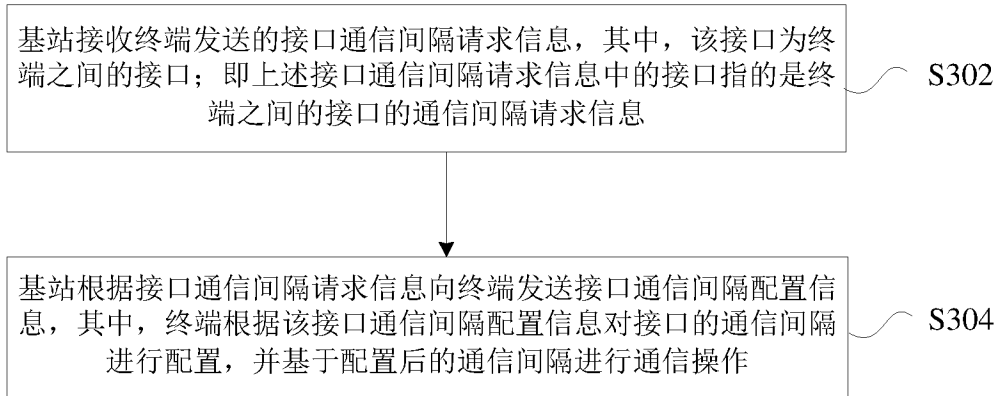 基站接收终端发送的接口通信间隔请求信息，其中，该接口为终
端之间的接口；即上述接口通信间隔请求信息中的接口指的是终
端之间的接口的通信间隔请求信息
S302
基站根据接口通信间隔请求信息向终端发送接口通信间隔配置信
息，其中，终端根据该接口通信间隔配置信息对接口的通信间隔
进行配置，并基于配置后的通信间隔进行通信操作
S304